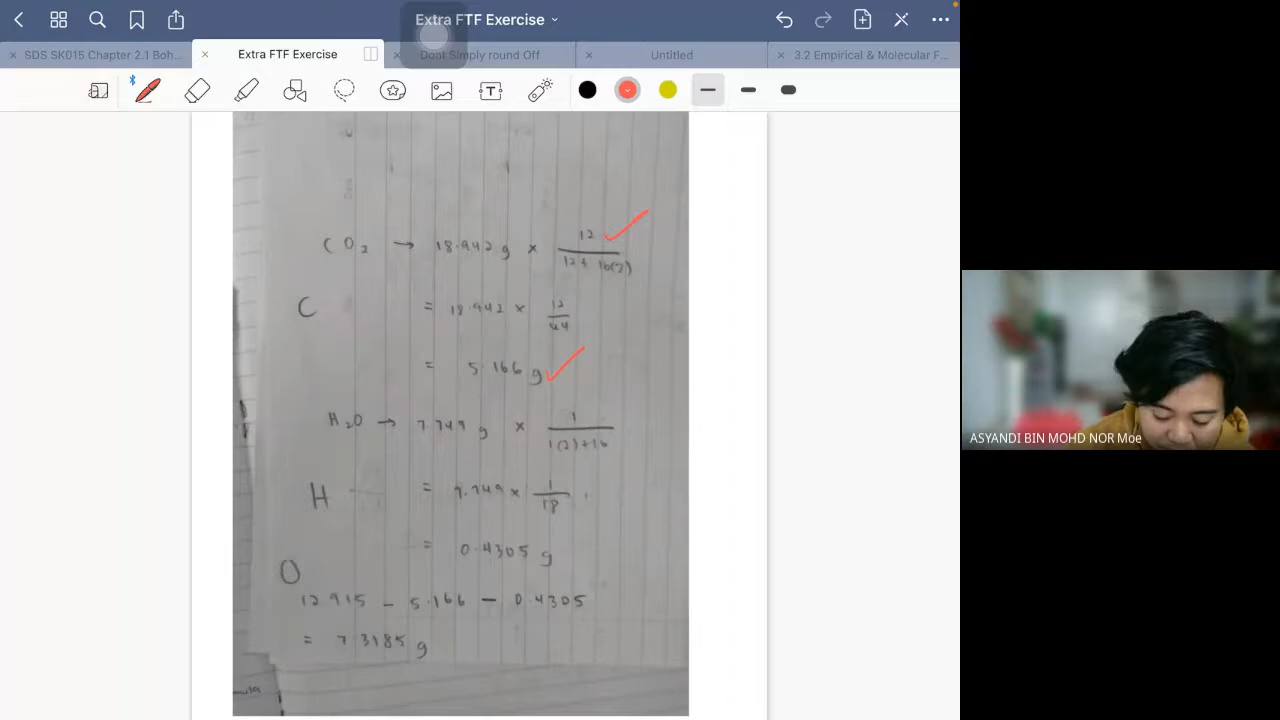 Extra FTF Exercise
SDS SK015 Chapter 2.1 Boh...
Extra FTF Exercise
Dont Simply round Off
Untitled
3.2 Empirical & Molecular F...
CO2 → 18.942 g × 12 / 12 + 16(2)
C = 18.942 × 12 / 44
= 5.166 g
H2O → 7.749 g × 1 / 1(2)+16
H = 7.749 × 1 / 18
= 0.4305 g
O
12.915 - 5.166 - 0.4305
= 7.3185 g
ASYANDI BIN MOHD NOR Moe